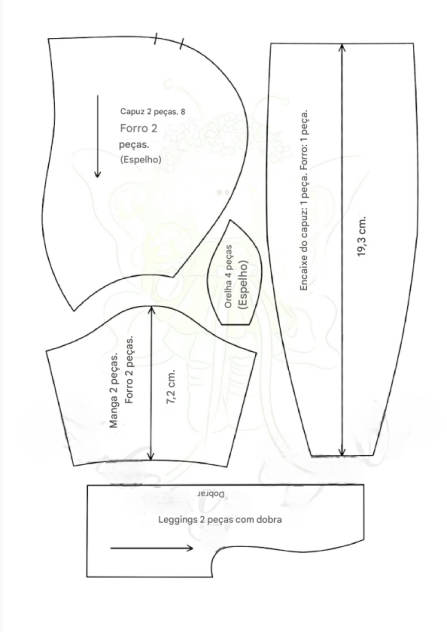 Capuz 2 peças. 8
Forro 2
peças.
(Espelho)
Encaixe do capuz: 1 peça. Forro: 1 peça.
19,3 cm.
Orelha 4 peças
(Espelho)
Manga 2 peças.
Forro 2 peças.
7,2 cm.
Dobrar
Leggings 2 peças com dobra